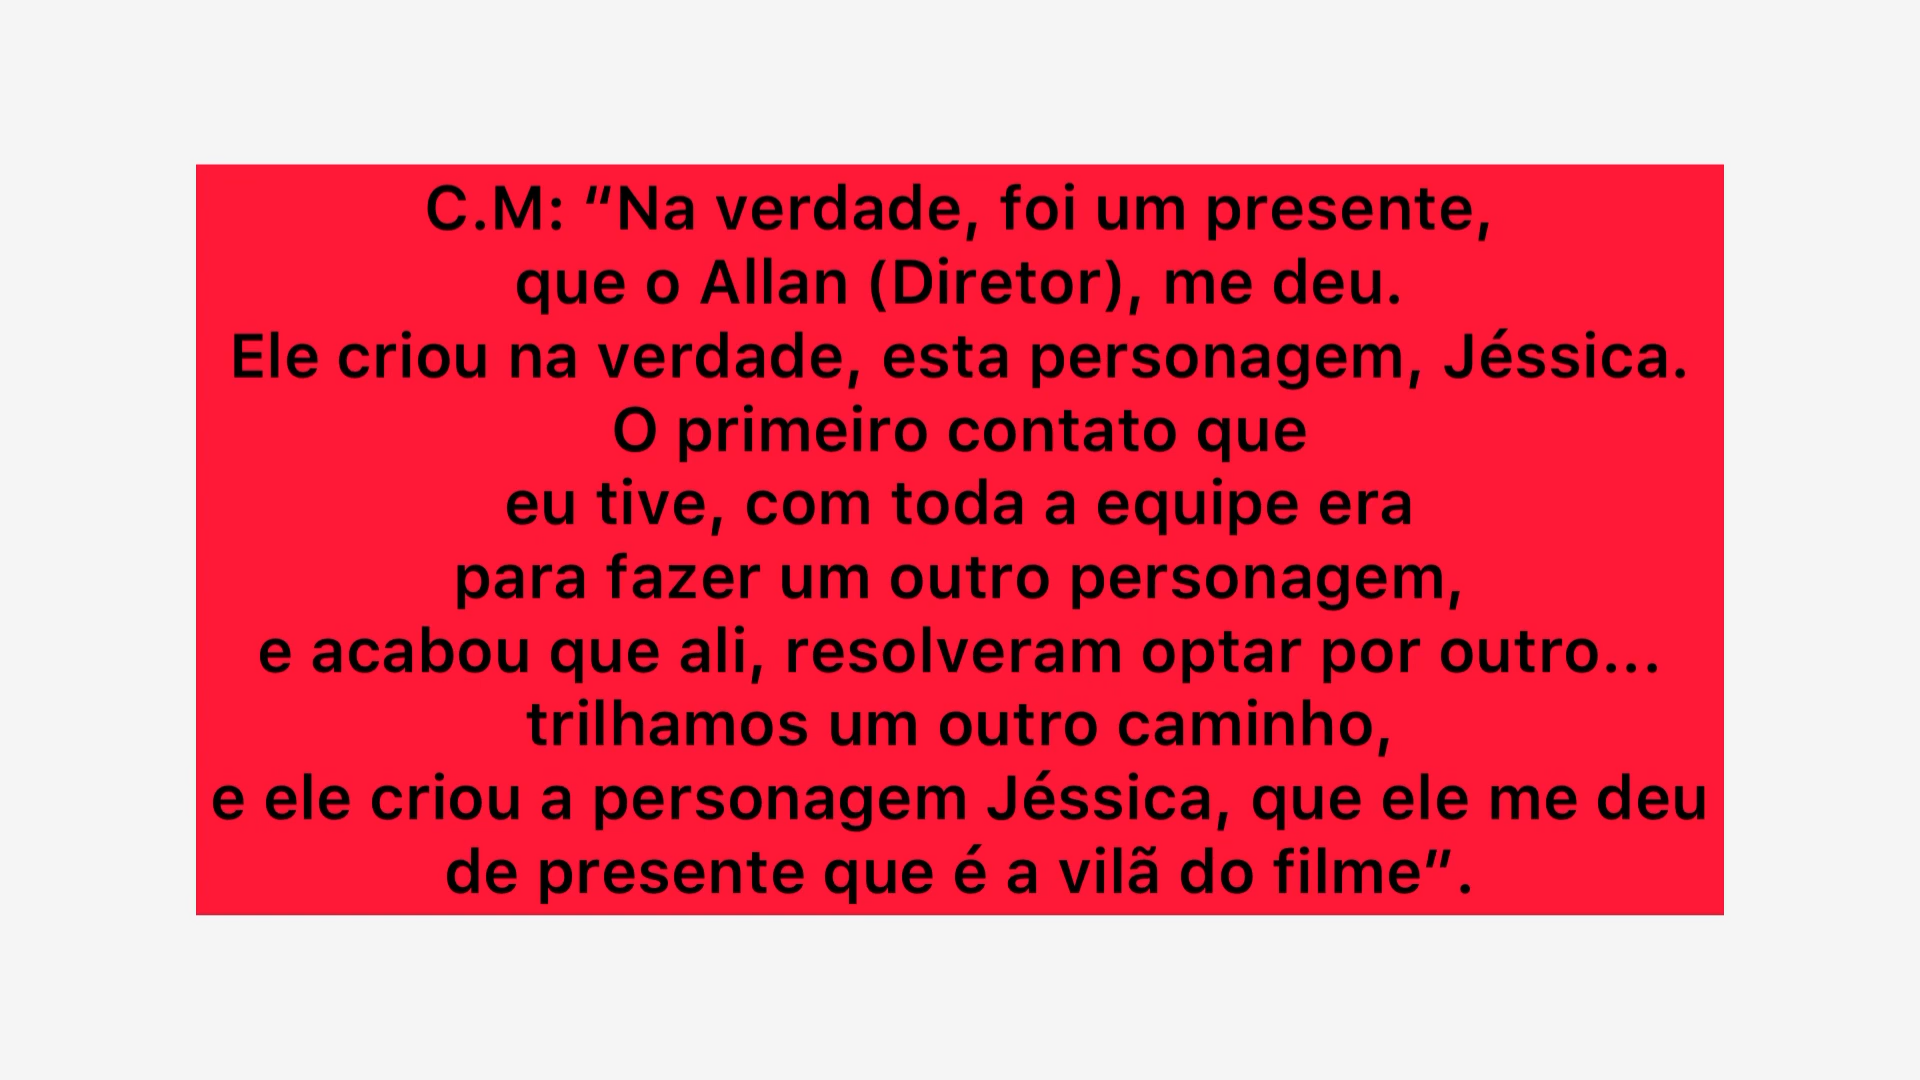 C.M: “Na verdade, foi um presente,
que o Allan (Diretor), me deu.
Ele criou na verdade, esta personagem, Jéssica.
O primeiro contato que
eu tive, com toda a equipe era
para fazer um outro personagem,
e acabou que ali, resolveram optar por outro...
trilhamos um outro caminho,
e ele criou a personagem Jéssica, que ele me deu
de presente que é a vilã do filme”.